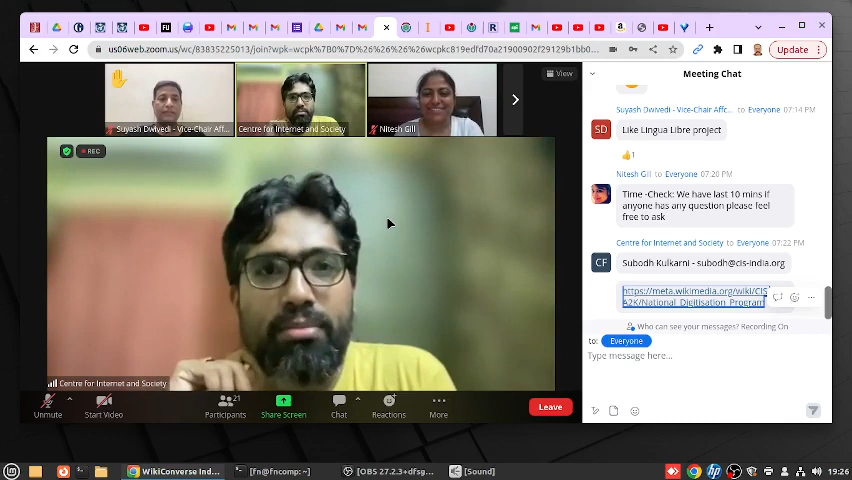 us06web.zoom.us/wc/83835225013/join?wpk=wcpk%7B0%7D%26%26%26%26%26wcpkc819edfd70a21900902f29129b1bb0...
Update
View
Suyash Dwivedi - Vice-Chair Aff...
Centre for Internet and Society
Nitesh Gill
REC
Centre for Internet and Society
Unmute
Start Video
21
Participants
Share Screen
Chat
Reactions
More
Leave
Meeting Chat
Suyash Dwivedi - Vice-Chair Affc... to Everyone 07:14 PM
SD
Like Lingua Libre project
1
Nitesh Gill to Everyone 07:20 PM
Time -Check: We have last 10 mins if
anyone has any question please feel
free to ask
Centre for Internet and Society to Everyone 07:22 PM
CF
Subodh Kulkarni - subodh@cis-india.org
https://meta.wikimedia.org/wiki/CIS-
A2K/National_Digitisation_Program
Who can see your messages? Recording On
to: Everyone
Type message here...
WikiConverse Ind...
[fn@fncomp: ~]
[OBS 27.2.3+dfsg...
[Sound]
19:26